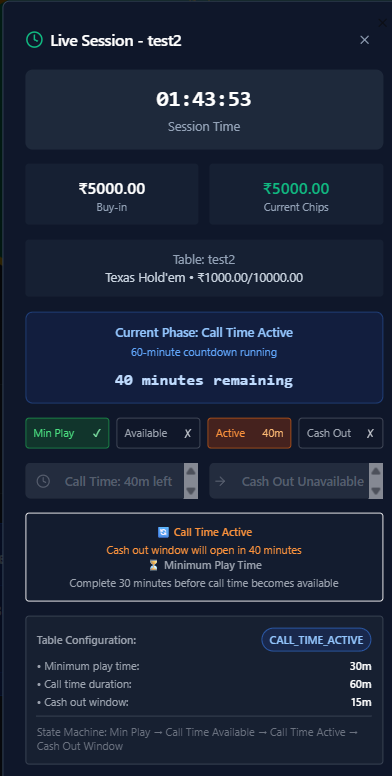 Live Session - test2
×
01:43:53
Session Time
₹5000.00
Buy-in
₹5000.00
Current Chips
Table: test2
Texas Hold'em • ₹1000.00/10000.00
Current Phase: Call Time Active
60-minute countdown running
40 minutes remaining
Min Play ✓
Available ✗
Active 40m
Cash Out ✗
Call Time: 40m left
→ Cash Out Unavailable
🔄 Call Time Active
Cash out window will open in 40 minutes
⏳ Minimum Play Time
Complete 30 minutes before call time becomes available
Table Configuration: CALL_TIME_ACTIVE
• Minimum play time: 30m
• Call time duration: 60m
• Cash out window: 15m
State Machine: Min Play → Call Time Available → Call Time Active →
Cash Out Window